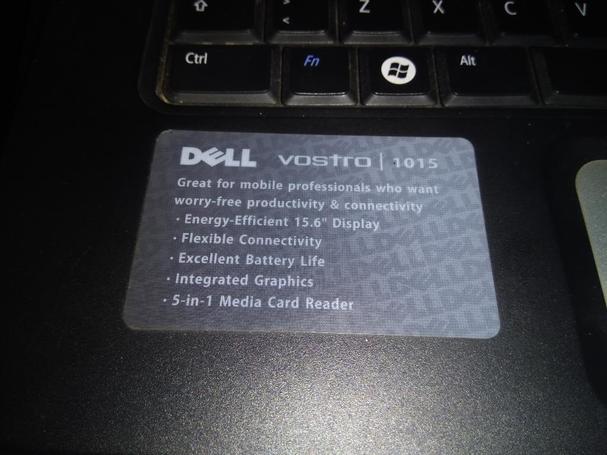 > Z X C V
<
Ctrl Fn Alt
DELL vostro | 1015
Great for mobile professionals who want
worry-free productivity & connectivity
· Energy-Efficient 15.6" Display
· Flexible Connectivity
· Excellent Battery Life
· Integrated Graphics
· 5-in-1 Media Card Reader